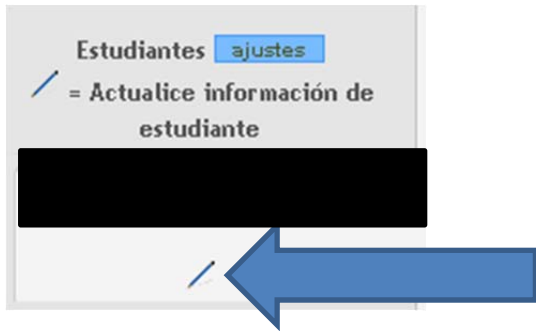 Estudiantes ajustes
= Actualice información de
estudiante